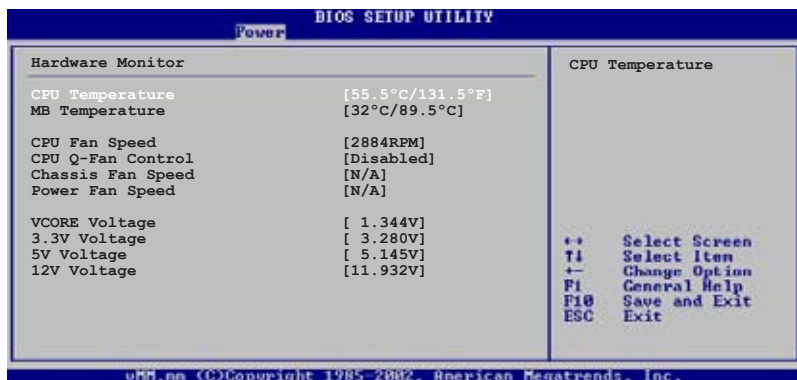 BIOS SETUP UTILITY
Power
Hardware Monitor
CPU Temperature [55.5°C/131.5°F]
MB Temperature [32°C/89.5°C]
CPU Fan Speed [2884RPM]
CPU Q-Fan Control [Disabled]
Chassis Fan Speed [N/A]
Power Fan Speed [N/A]
VCORE Voltage [ 1.344V]
3.3V Voltage [ 3.280V]
5V Voltage [ 5.145V]
12V Voltage [11.932V]
CPU Temperature
←→ Select Screen
↑↓ Select Item
+- Change Option
F1 General Help
F10 Save and Exit
ESC Exit
vMM.mm (C)Copyright 1985-2002, American Megatrends, Inc.